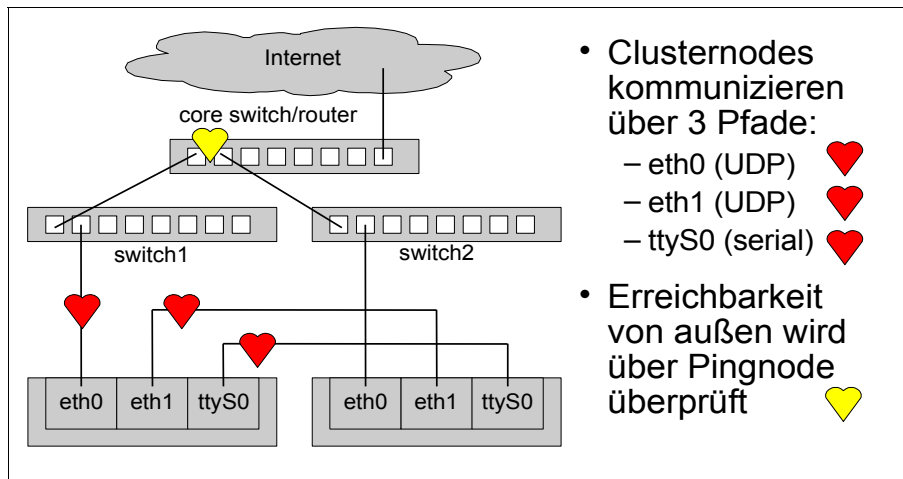 Internet
core switch/router
switch1
switch2
eth0
eth1
ttyS0
eth0
eth1
ttyS0
• Clusternodes
kommunizieren
über 3 Pfade:
– eth0 (UDP)
– eth1 (UDP)
– ttyS0 (serial)
• Erreichbarkeit
von außen wird
über Pingnode
überprüft